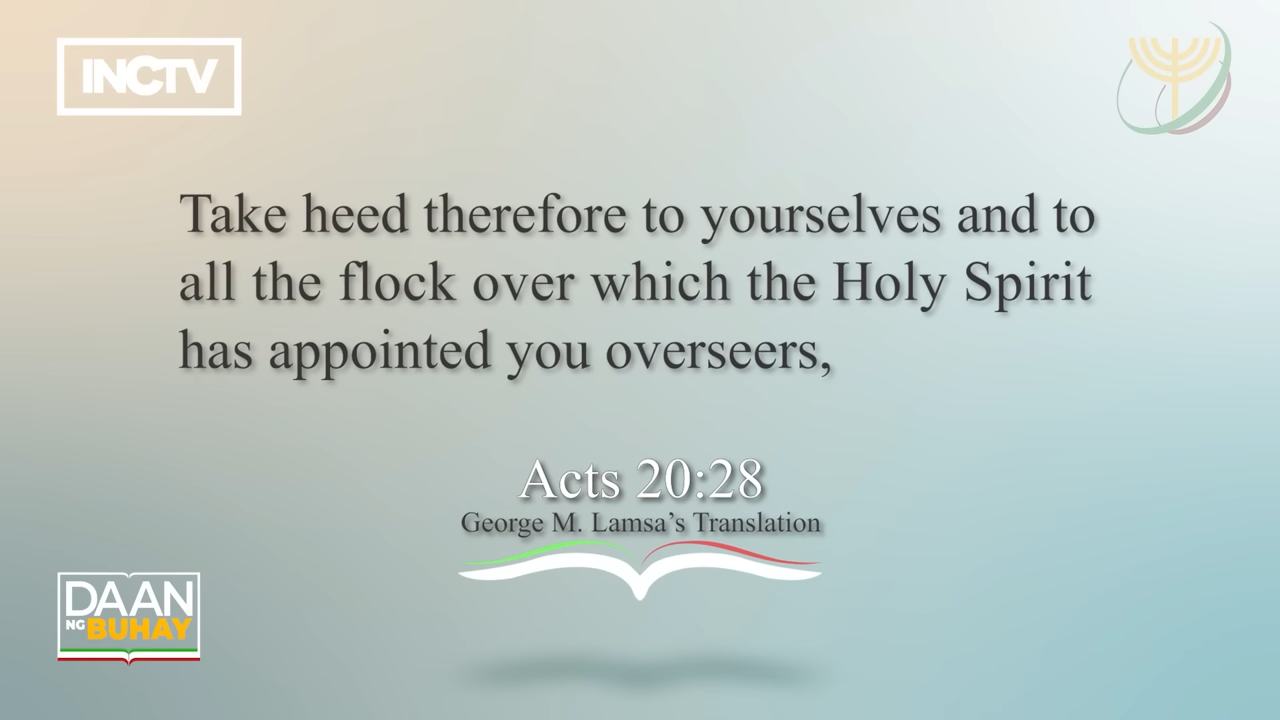 INCTV
Take heed therefore to yourselves and to
all the flock over which the Holy Spirit
has appointed you overseers,
Acts 20:28
George M. Lamsa’s Translation
DAAN
NG BUHAY